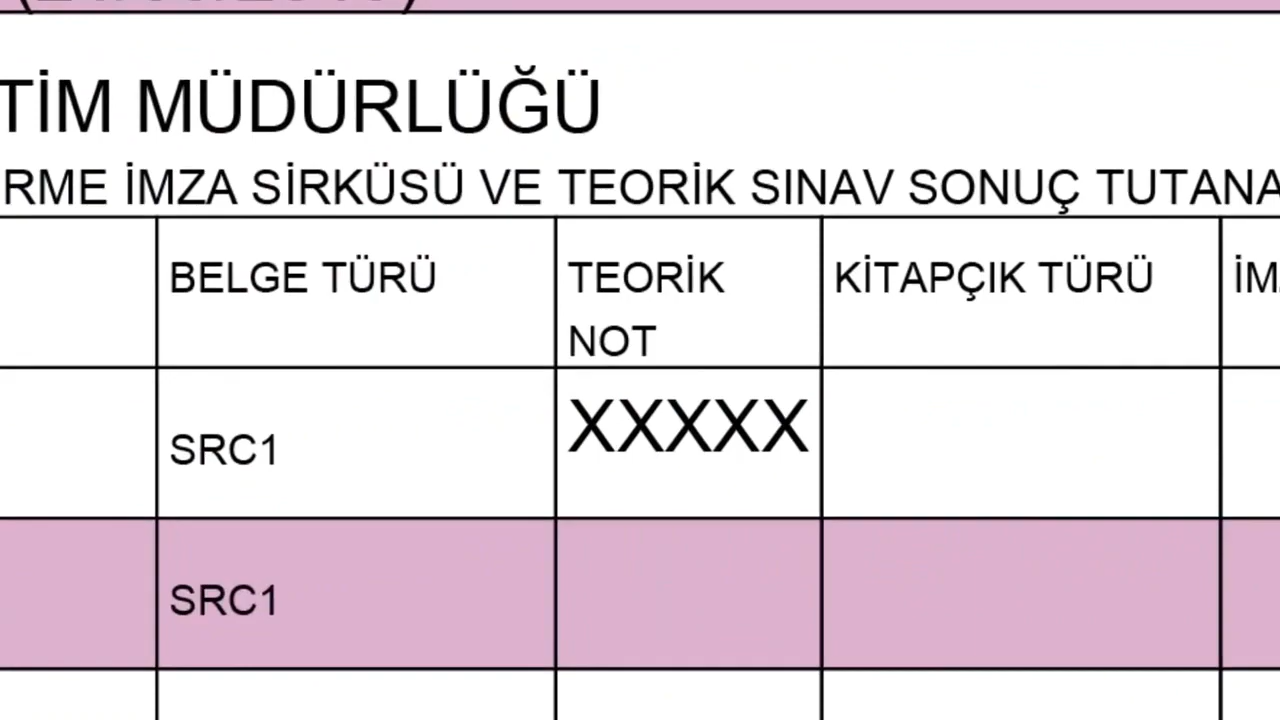 TİM MÜDÜRLÜĞÜ
RME İMZA SİRKÜSÜ VE TEORİK SINAV SONUÇ TUTANA
BELGE TÜRÜ
TEORİK
NOT
KİTAPÇIK TÜRÜ
İM
SRC1
XXXXX
SRC1